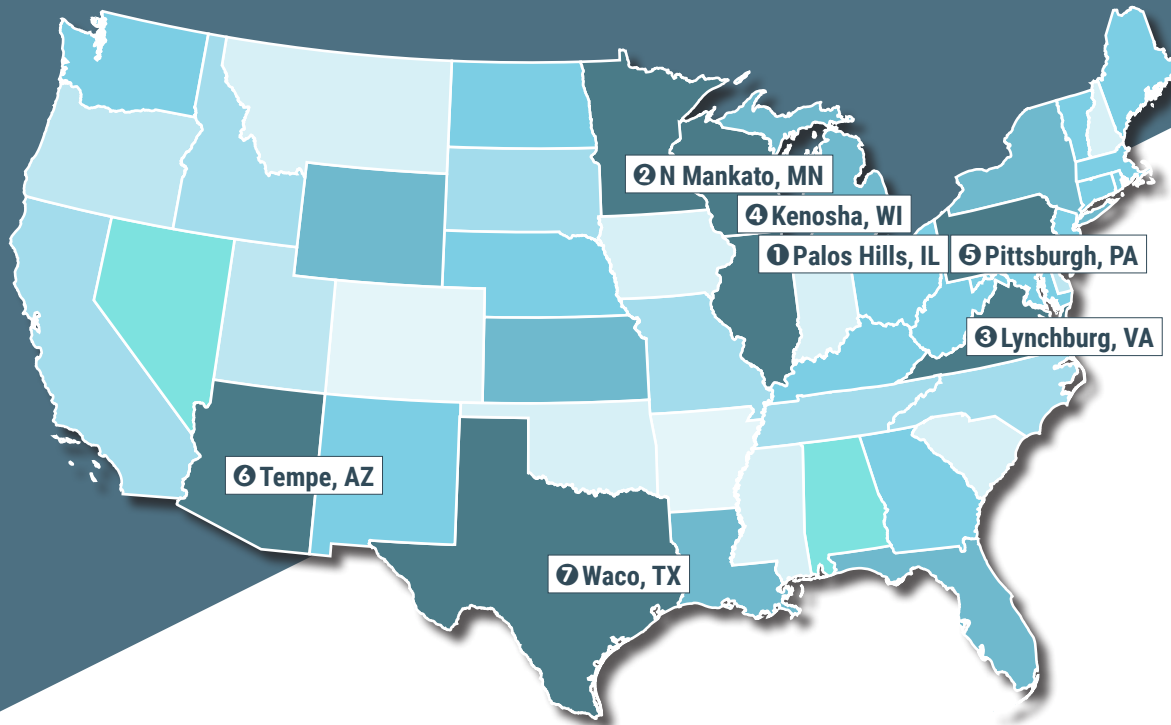 ❷ N Mankato, MN
❹ Kenosha, WI
❶ Palos Hills, IL
❺ Pittsburgh, PA
❸ Lynchburg, VA
❻ Tempe, AZ
❼ Waco, TX